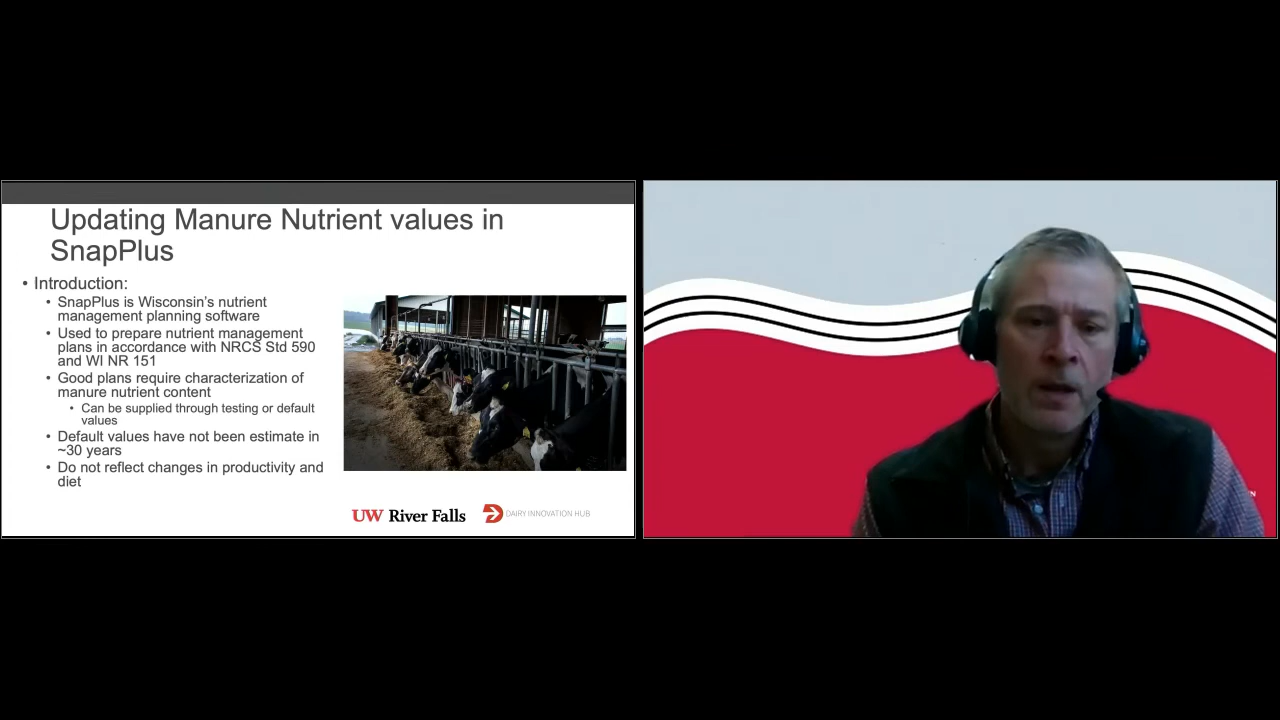 Updating Manure Nutrient values in
SnapPlus
• Introduction:
• SnapPlus is Wisconsin's nutrient
management planning software
• Used to prepare nutrient management
plans in accordance with NRCS Std 590
and WI NR 151
• Good plans require characterization of
manure nutrient content
• Can be supplied through testing or default
values
• Default values have not been estimate in
~30 years
• Do not reflect changes in productivity and
diet
UW River Falls
DAIRY INNOVATION HUB